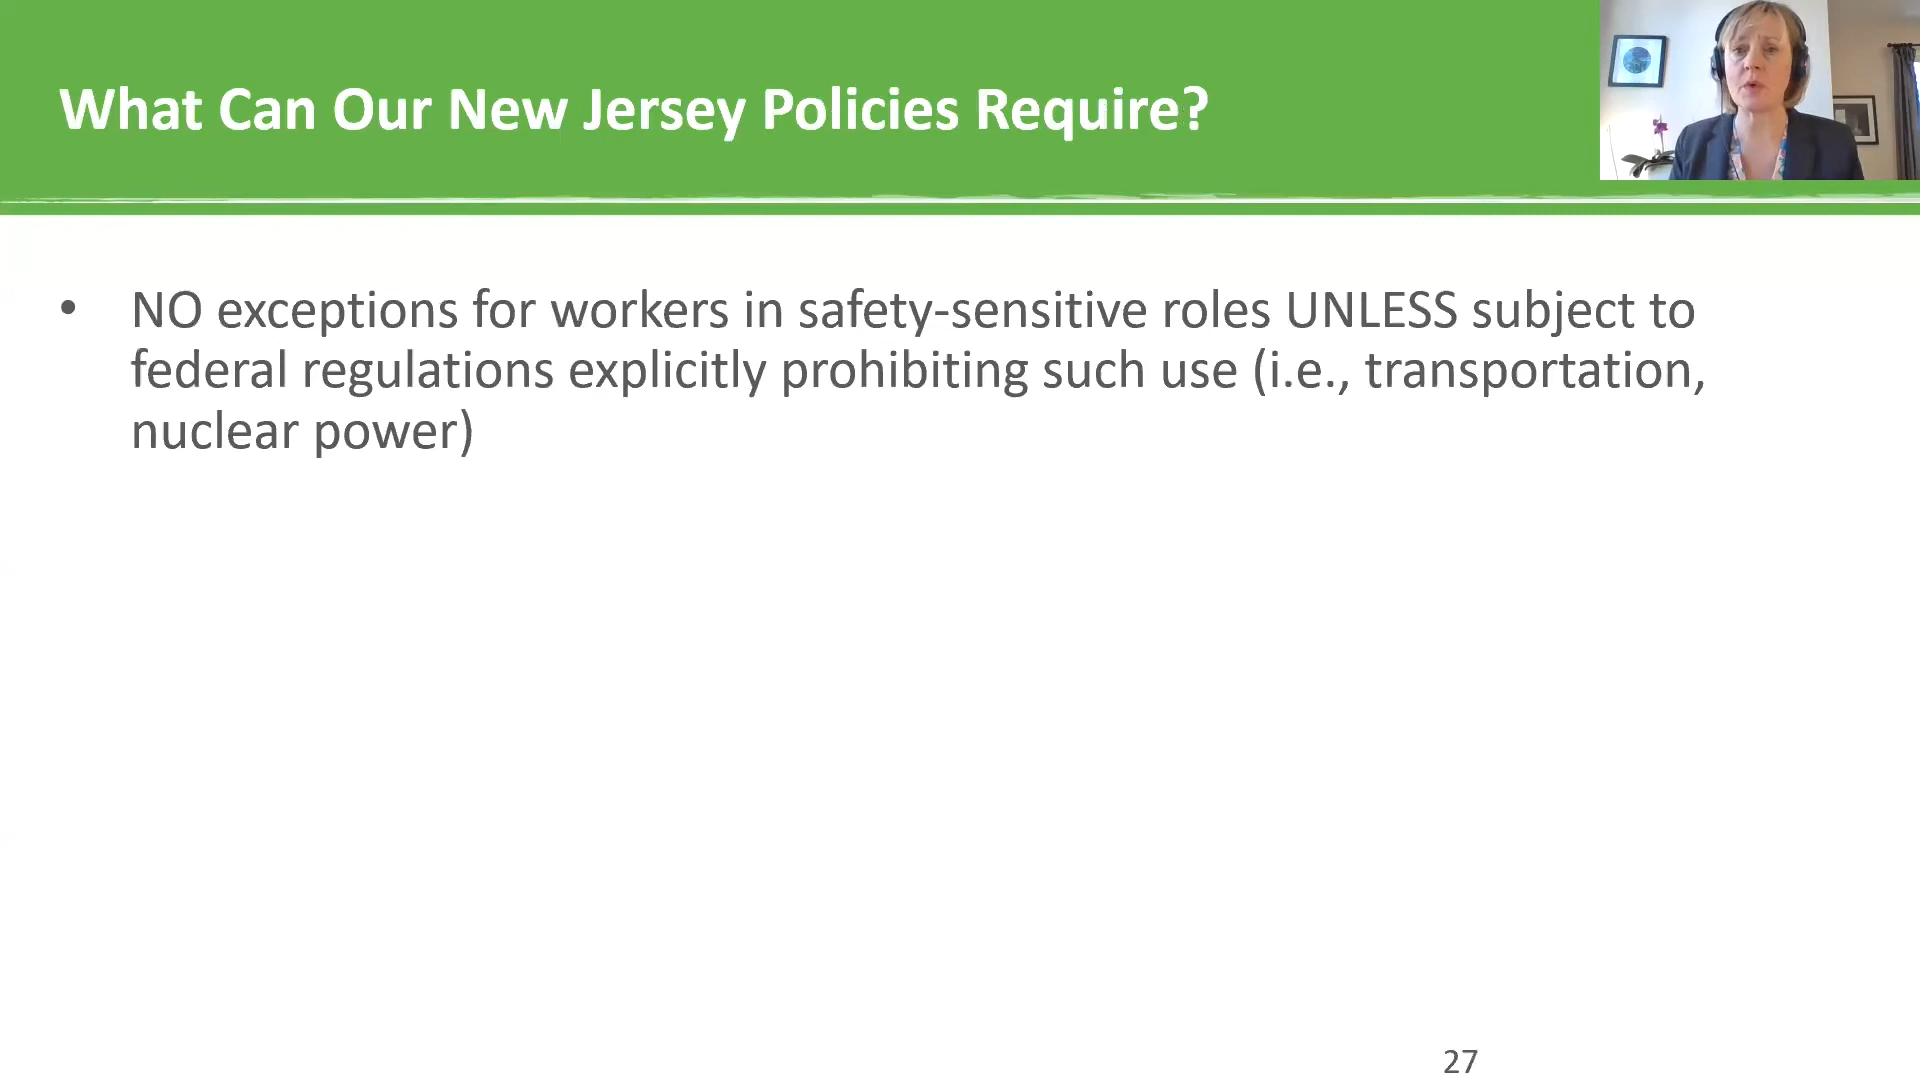 What Can Our New Jersey Policies Require?
• NO exceptions for workers in safety-sensitive roles UNLESS subject to
federal regulations explicitly prohibiting such use (i.e., transportation,
nuclear power)
27